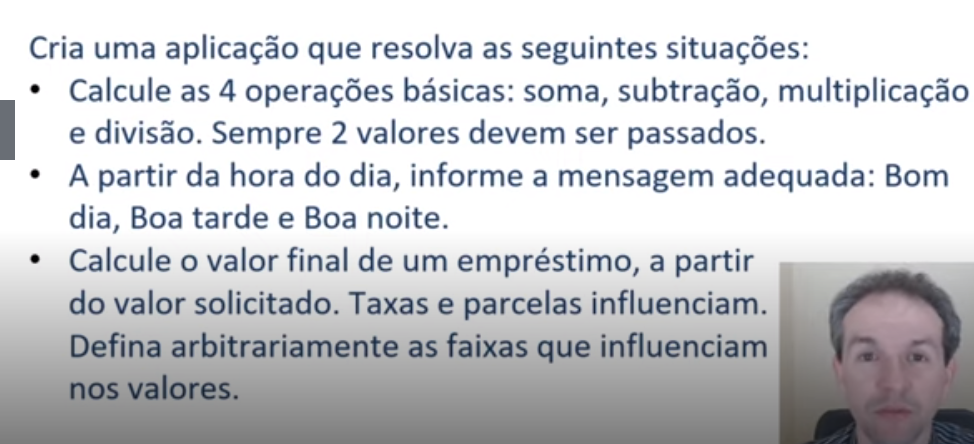 Cria uma aplicação que resolva as seguintes situações:
• Calcule as 4 operações básicas: soma, subtração, multiplicação
e divisão. Sempre 2 valores devem ser passados.
• A partir da hora do dia, informe a mensagem adequada: Bom
dia, Boa tarde e Boa noite.
• Calcule o valor final de um empréstimo, a partir
do valor solicitado. Taxas e parcelas influenciam.
Defina arbitrariamente as faixas que influenciam
nos valores.